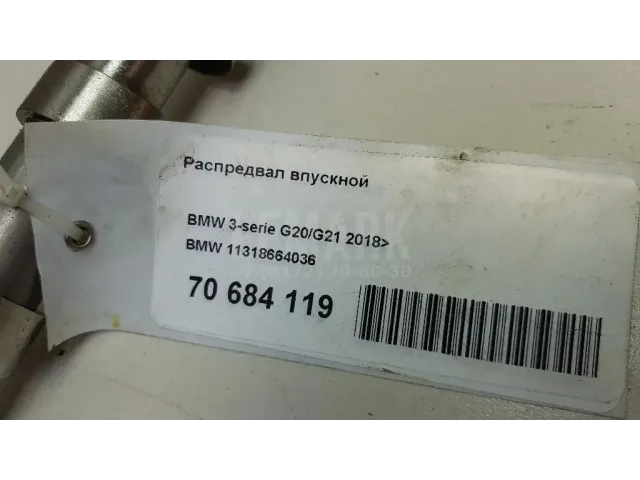 Распредвал впускной
BMW 3-serie G20/G21 2018>
BMW 11318664036
70 684 119